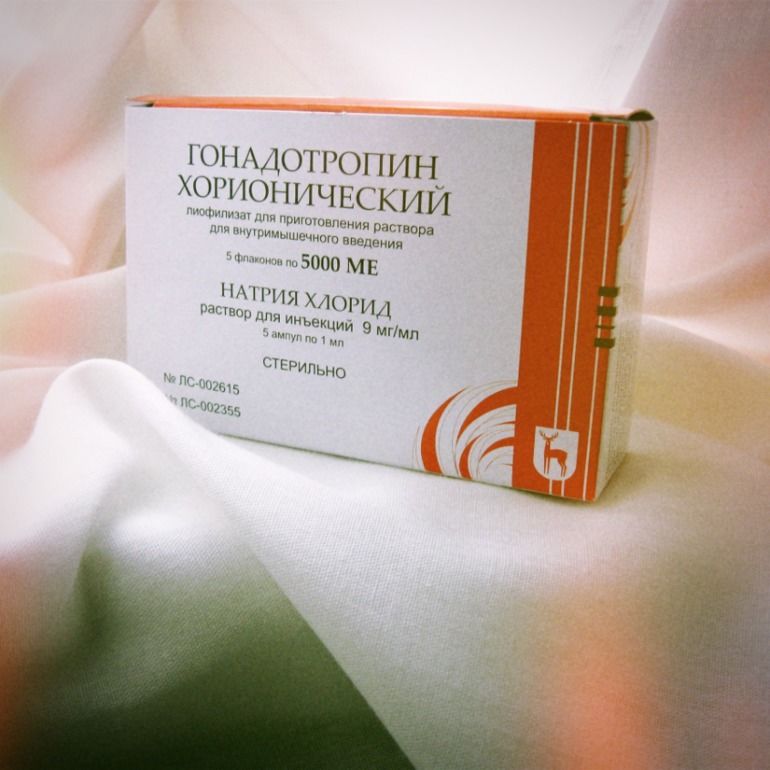 ГОНАДОТРОПИН
ХОРИОНИЧЕСКИЙ
лиофилизат для приготовления раствора
для внутримышечного введения
5 флаконов по 5000 МЕ
НАТРИЯ ХЛОРИД
раствор для инъекций 9 мг/мл
5 ампул по 1 мл
СТЕРИЛЬНО
№ ЛС-002615
№ ЛС-002355